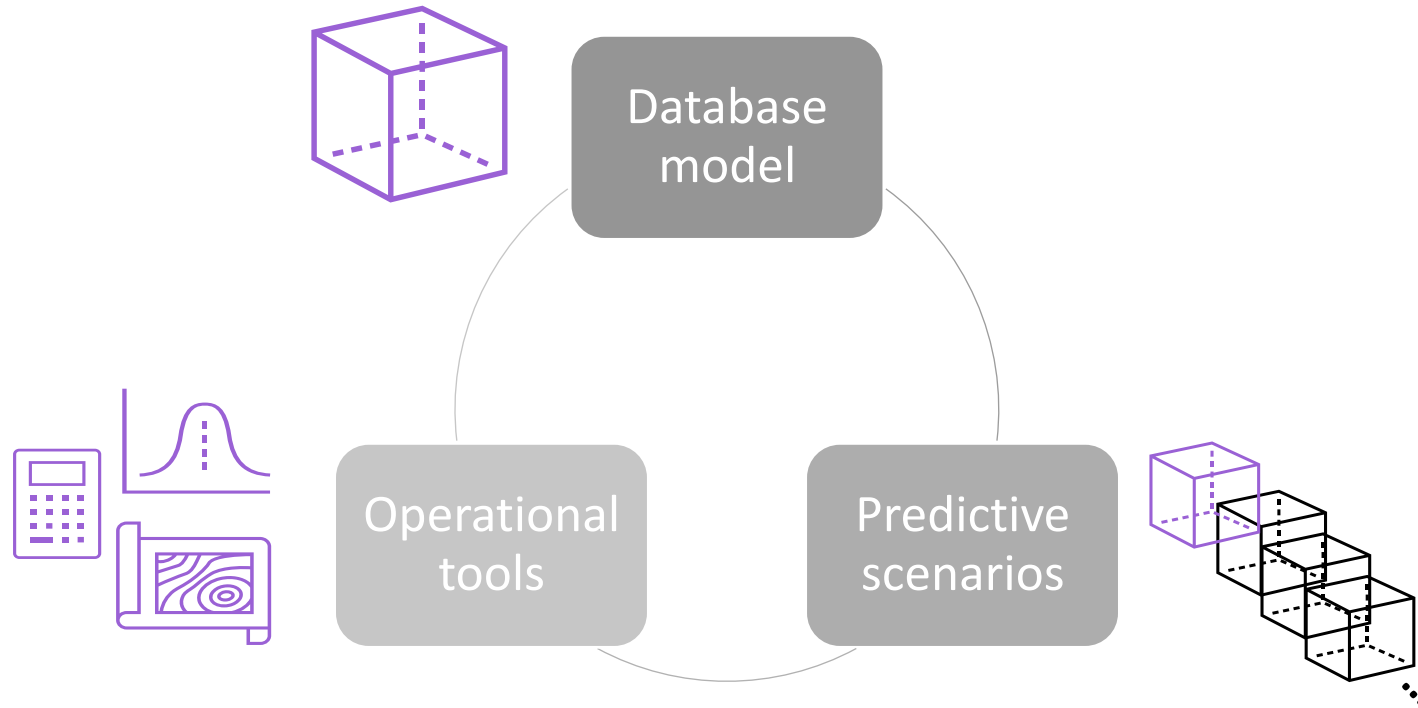 Database
model
Operational
tools
Predictive
scenarios